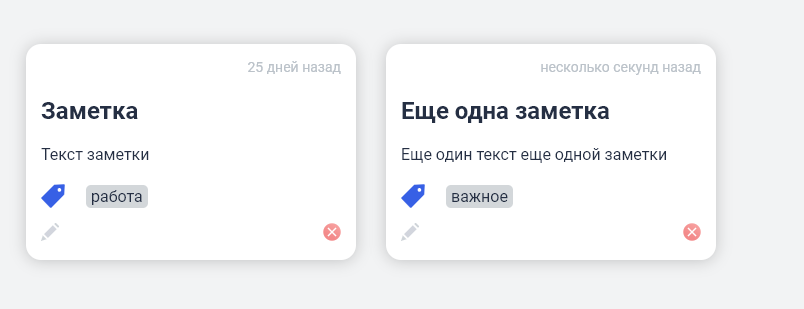 25 дней назад
Заметка
Текст заметки
работа
несколько секунд назад
Еще одна заметка
Еще один текст еще одной заметки
важное